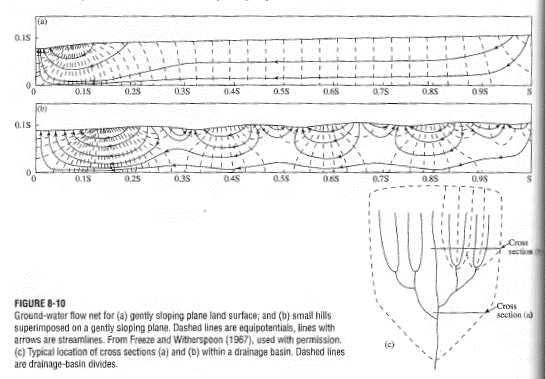 (a)
0.1S
0
0 0.1S 0.2S 0.3S 0.4S 0.5S 0.6S 0.7S 0.8S 0.9S S
(b)
0.1S
0
0 0.1S 0.2S 0.3S 0.4S 0.5S 0.6S 0.7S 0.8S 0.9S S
Cross
section
Cross
section (a)
(c)
FIGURE 8-10
Ground-water flow net for (a) gently sloping plane land surface; and (b) small hills
superimposed on a gently sloping plane. Dashed lines are equipotentials, lines with
arrows are streamlines. From Freeze and Witherspoon (1967), used with permission.
(c) Typical location of cross sections (a) and (b) within a drainage basin. Dashed lines
are drainage-basin divides.